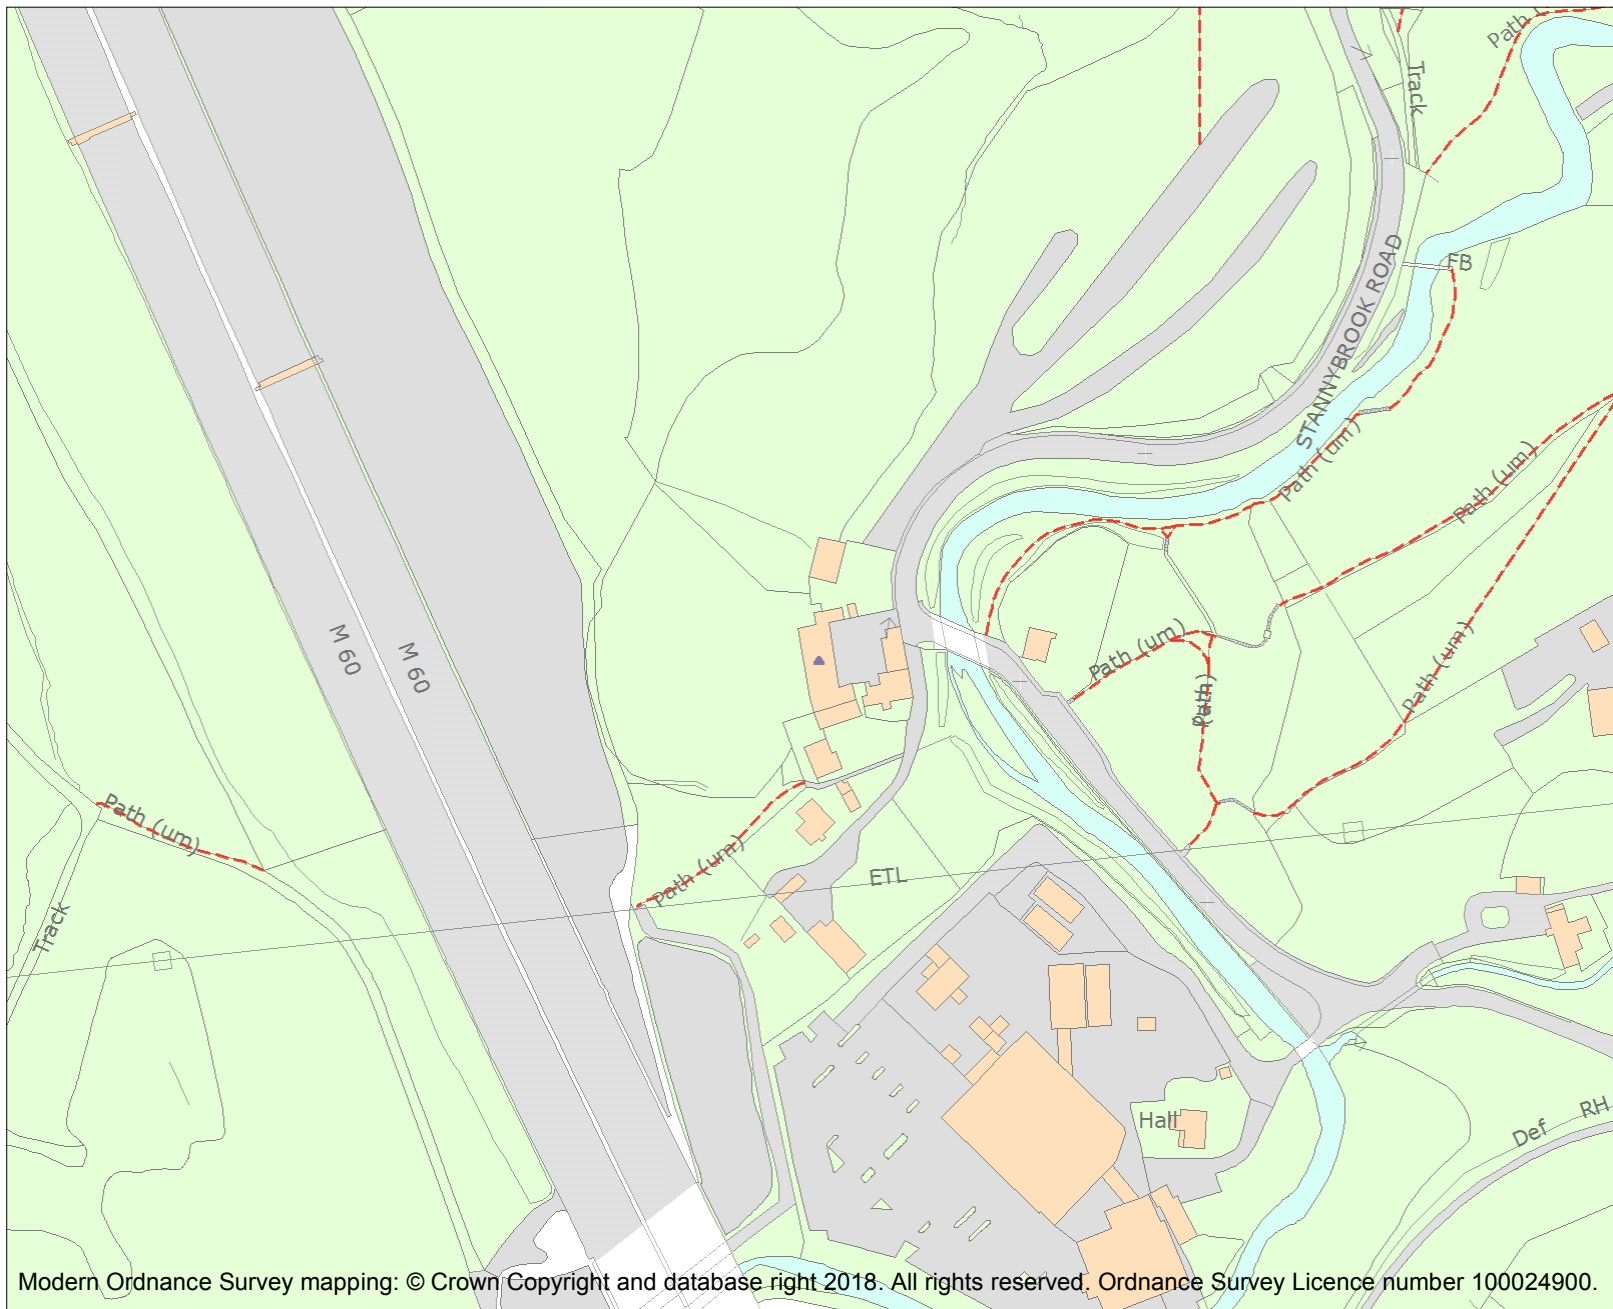 Path (
Track
FB
STANNYBROOK ROAD
Path (um)
Path (um)
M 60
M 60
Path (um)
Path (um)
Path (um)
Path (um)
ETL
Track
Hall
Def
RH
Modern Ordnance Survey mapping: © Crown Copyright and database right 2018. All rights reserved. Ordnance Survey Licence number 100024900.